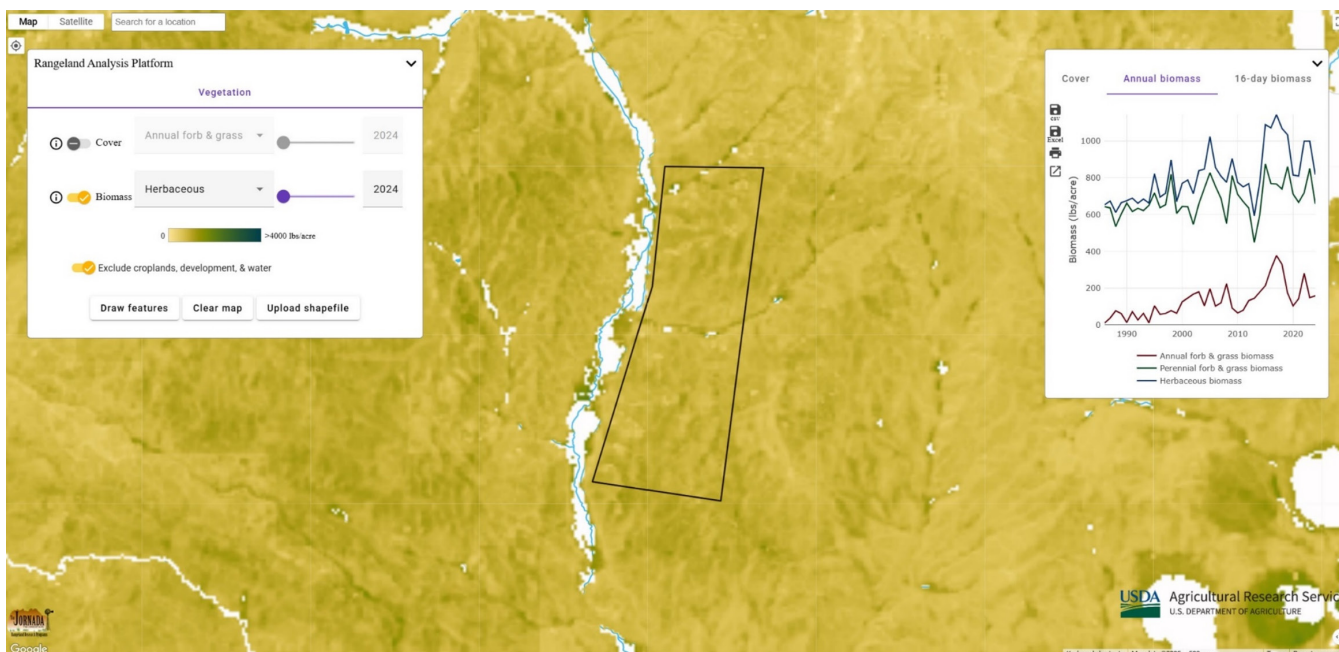 Map Satellite Search for a location
Rangeland Analysis Platform
Vegetation
Cover Annual forb & grass 2024
Biomass Herbaceous 2024
0 >4000 lbs/acre
Exclude croplands, development, & water
Draw features Clear map Upload shapefile
Cover Annual biomass 16-day biomass
CSV
Excel
Biomass (lbs/acre)
1000
800
600
400
200
0
1990 2000 2010 2020
Annual forb & grass biomass
Perennial forb & grass biomass
Herbaceous biomass
JORNADA
Google
USDA Agricultural Research Servic
U.S. DEPARTMENT OF AGRICULTURE